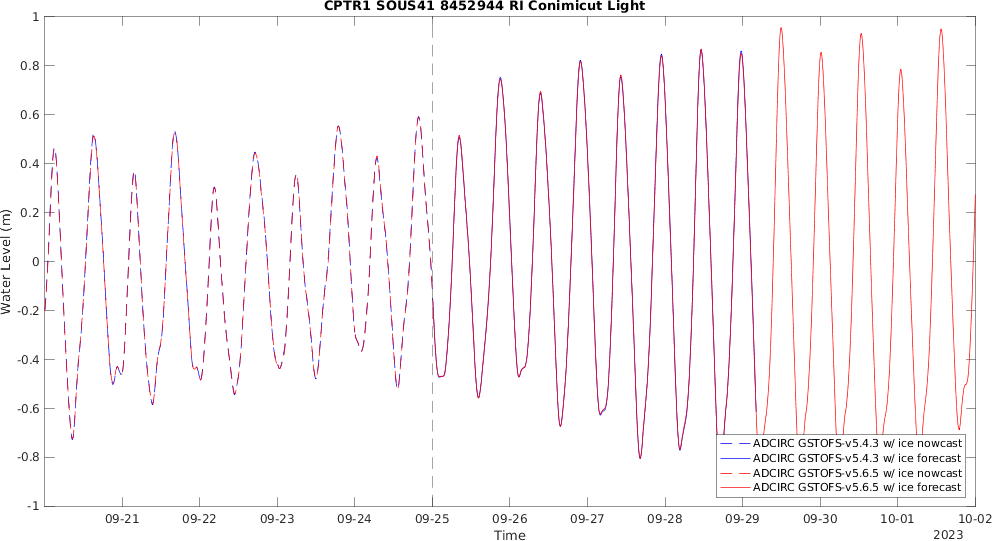 CPTR1 SOUS41 8452944 RI Conimicut Light
Water Level (m)
1
0.8
0.6
0.4
0.2
0
-0.2
-0.4
-0.6
-0.8
-1
09-21 09-22 09-23 09-24 09-25 09-26 09-27 09-28 09-29 09-30 10-01 10-02
Time
2023
ADCIRC GSTOFS-v5.4.3 w/ ice nowcast
ADCIRC GSTOFS-v5.4.3 w/ ice forecast
ADCIRC GSTOFS-v5.6.5 w/ ice nowcast
ADCIRC GSTOFS-v5.6.5 w/ ice forecast